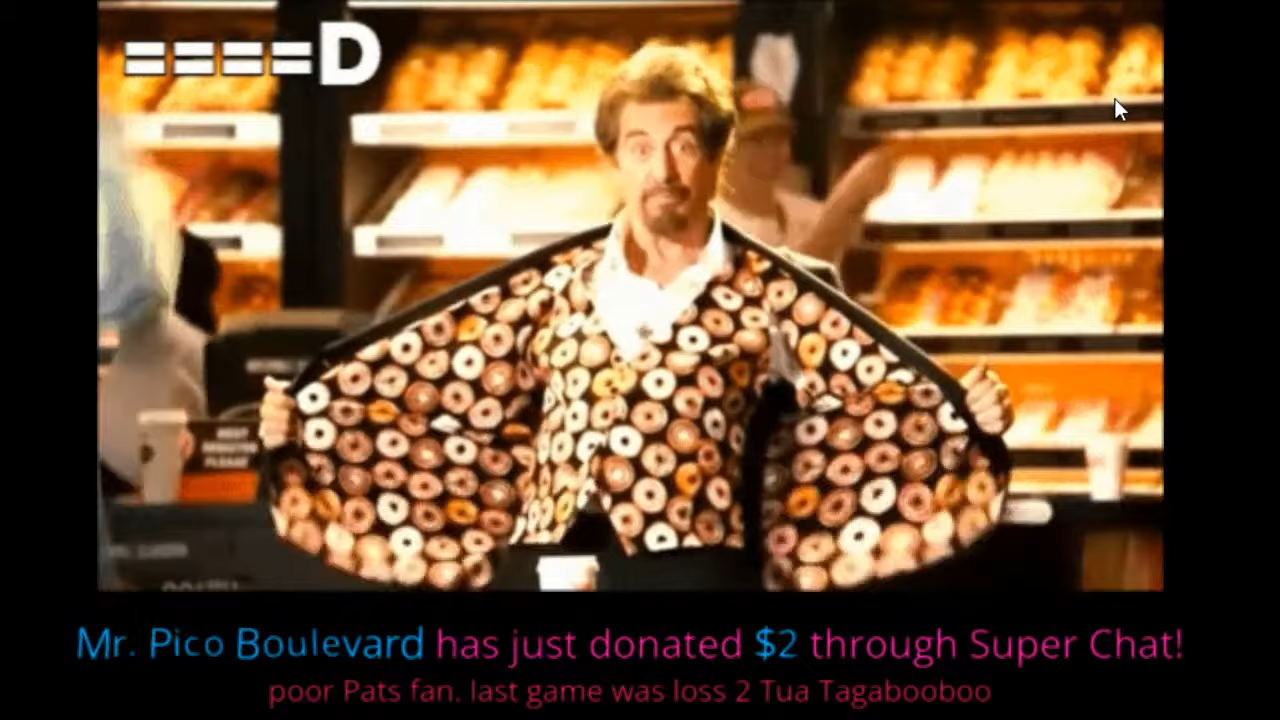 ====D
Mr. Pico Boulevard has just donated $2 through Super Chat!
poor Pats fan. last game was loss 2 Tua Tagabooboo